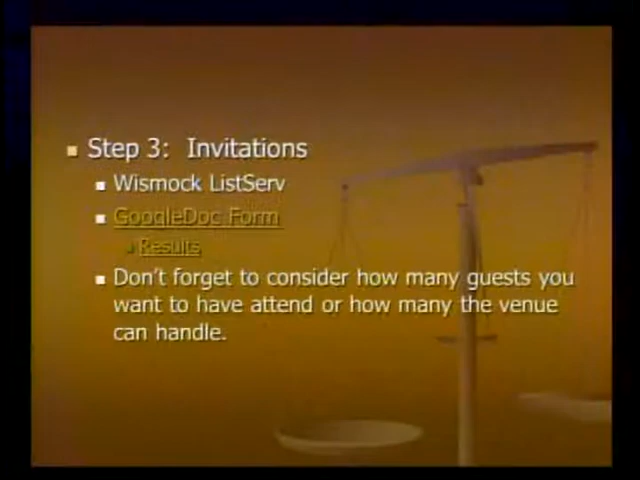 Step 3: Invitations
Wismock ListServ
GoogleDoc Form
Results
Don't forget to consider how many guests you
want to have attend or how many the venue
can handle.